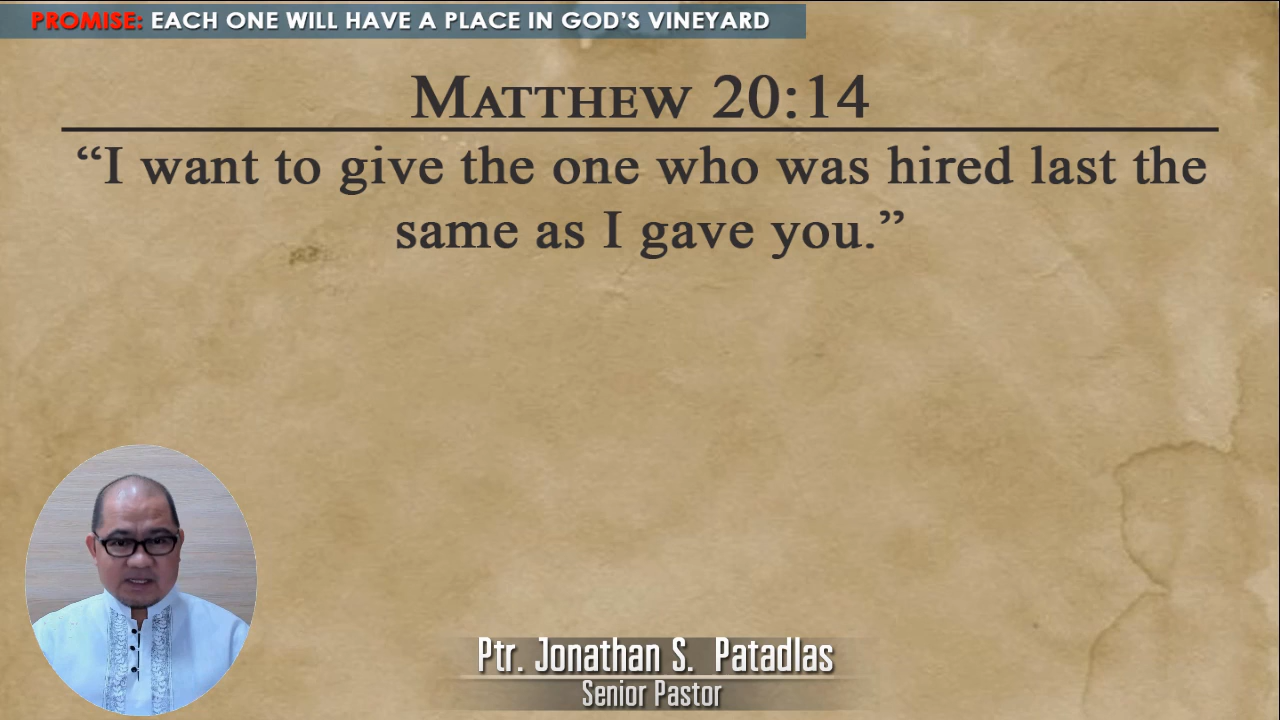 PROMISE: EACH ONE WILL HAVE A PLACE IN GOD'S VINEYARD
MATTHEW 20:14
“I want to give the one who was hired last the
same as I gave you.”
Ptr. Jonathan S. Patadlas
Senior Pastor